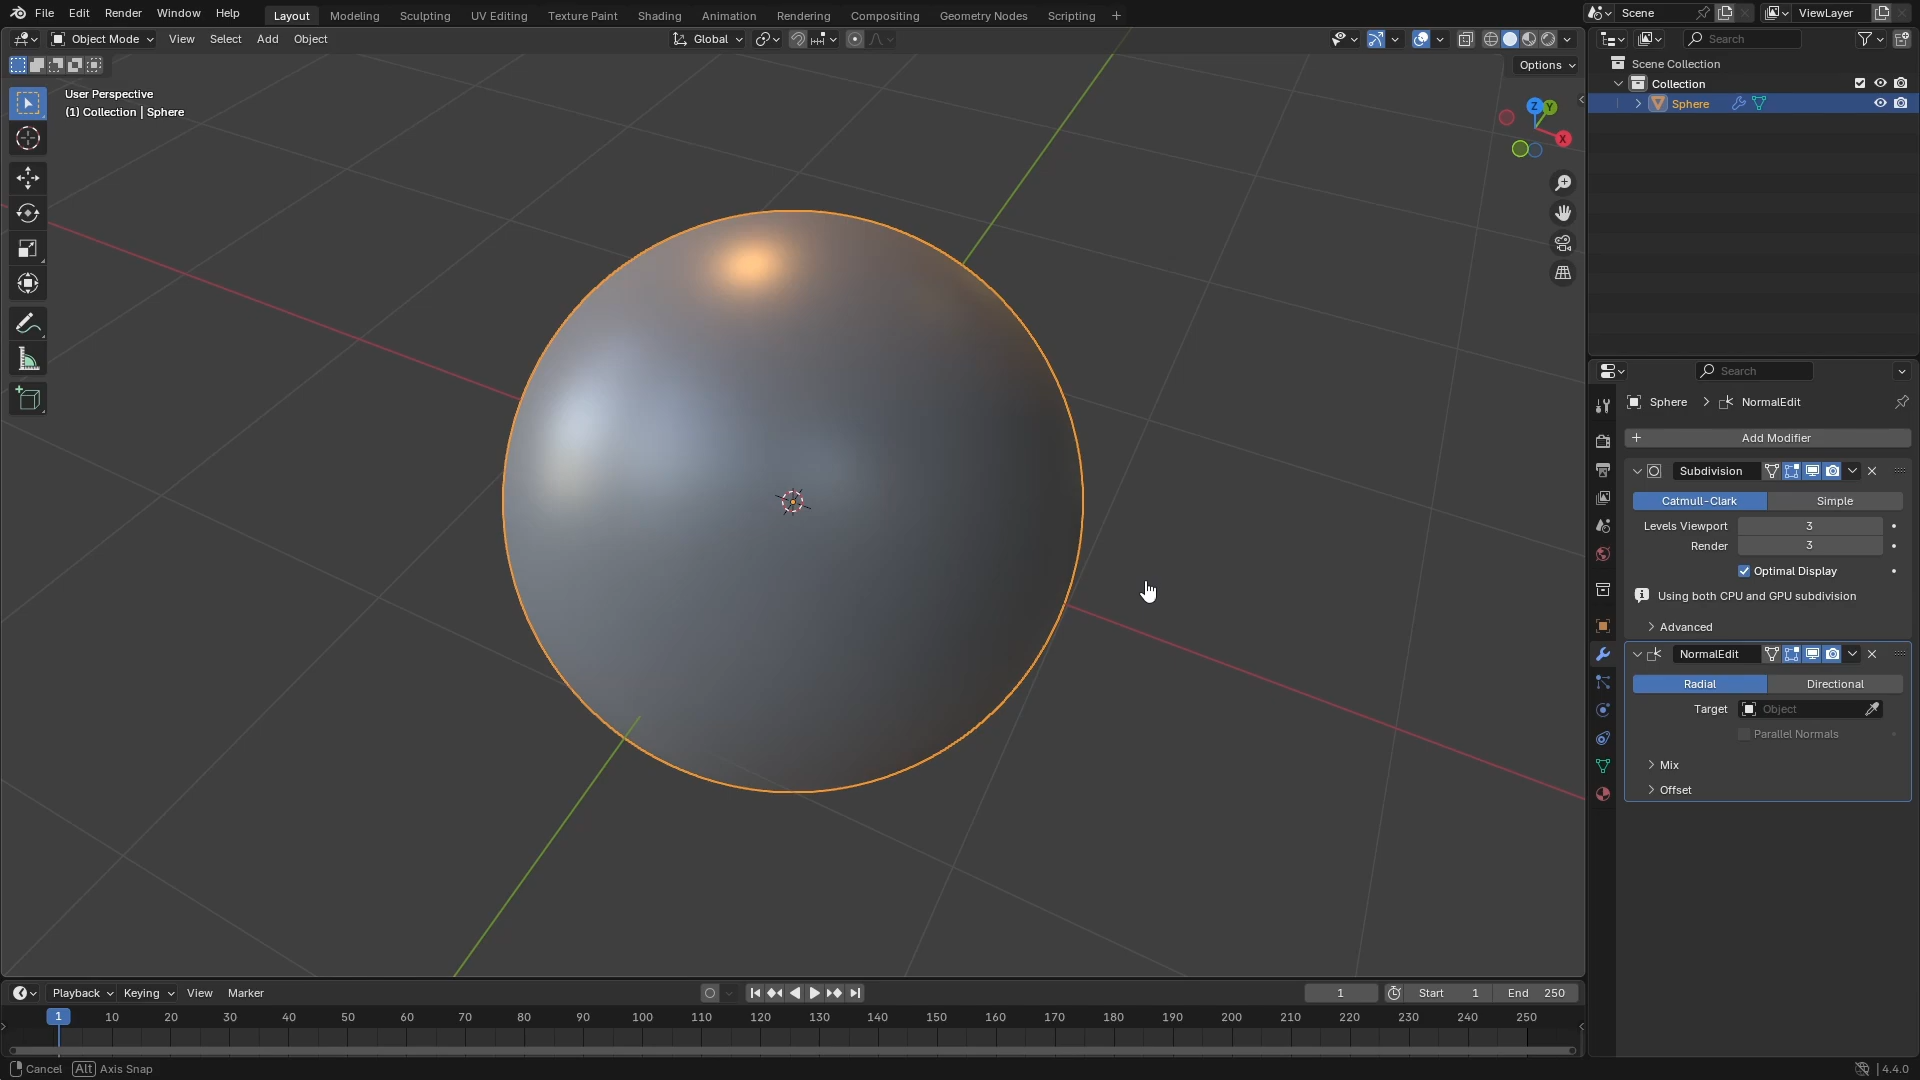 File Edit Render Window Help Layout Modeling Sculpting UV Editing Texture Paint Shading Animation Rendering Compositing Geometry Nodes Scripting + Scene ViewLayer
Object Mode View Select Add Object Global Search
Options
User Perspective
(1) Collection | Sphere
Z Y X
Scene Collection
Collection
Sphere
Search
Sphere > NormalEdit
+ Add Modifier
Subdivision
Catmull-Clark Simple
Levels Viewport 3
Render 3
Optimal Display
Using both CPU and GPU subdivision
Advanced
NormalEdit
Radial Directional
Target Object
Parallel Normals
Mix
Offset
Playback Keying View Marker 1 Start 1 End 250
1 10 20 30 40 50 60 70 80 90 100 110 120 130 140 150 160 170 180 190 200 210 220 230 240 250
Cancel Alt Axis Snap 4.4.0